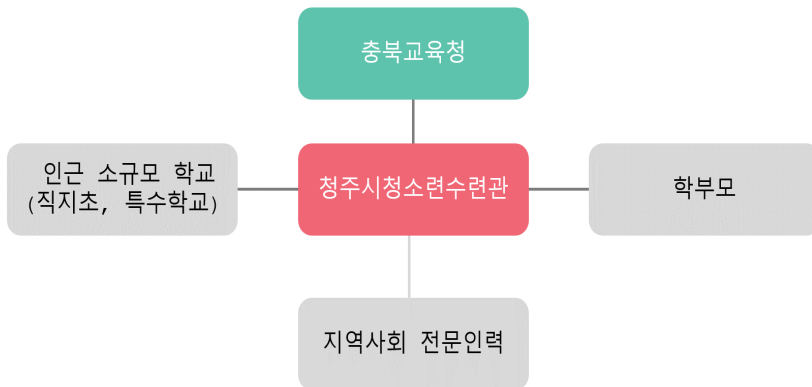 충북교육청
인근 소규모 학교
(직지초, 특수학교)
청주시청소련수련관
학부모
지역사회 전문인력